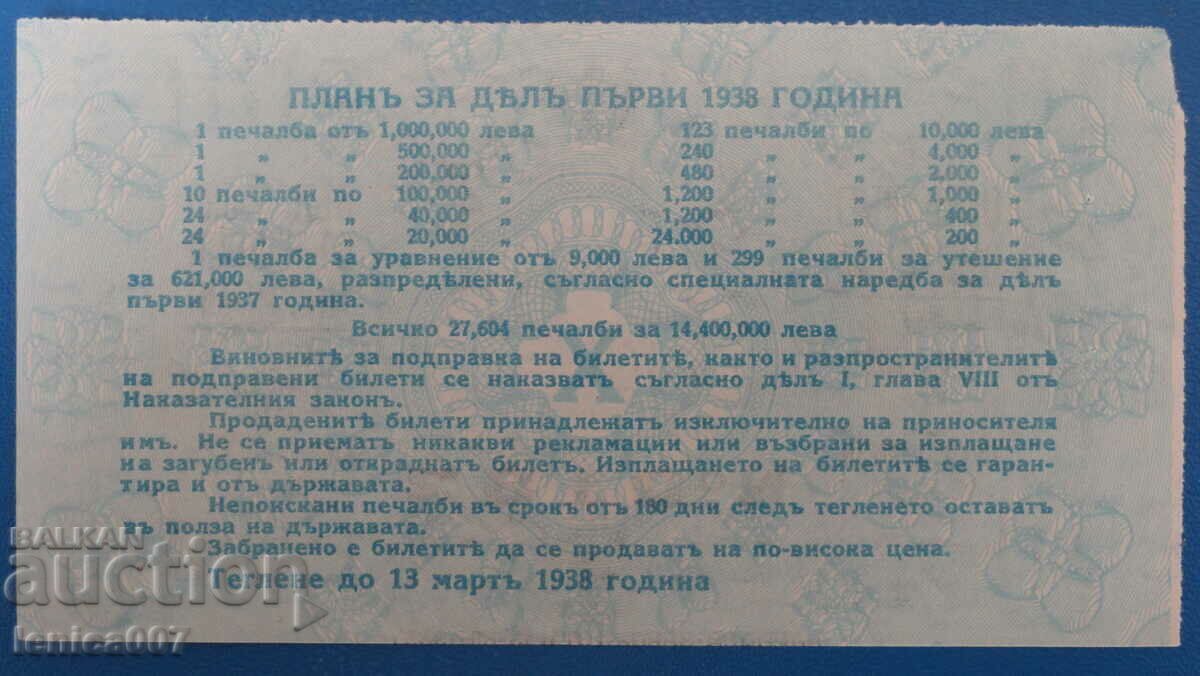 ПЛАНЪ ЗА ДѢЛЪ ПЪРВИ 1938 ГОДИНА
1 печалба отъ 1,000,000 лева 123 печалби по 10,000 лева
1 „ „ 500,000 „ 240 „ „ 4,000 „
1 „ „ 200,000 „ 480 „ „ 2,000 „
10 печалби по 100,000 „ 1,200 „ „ 1,000 „
24 „ „ 40,000 „ 1,200 „ „ 400 „
24 „ „ 20,000 „ 24.000 „ „ 200 „
1 печалба за уравнение отъ 9,000 лева и 299 печалби за утешение
за 621,000 лева, разпредѣлени, съгласно специалната наредба за дѣлъ
първи 1937 година.
Всичко 27,604 печалби за 14,400,000 лева
Виновнитѣ за подправка на билетитѣ, както и разпространителитѣ
на подправени билети се наказватъ съгласно дѣлъ I, глава VIII отъ
Наказателния законъ.
Продаденитѣ билети принадлежатъ изключително на приносителя
имъ. Не се приематъ никакви рекламации или възбрани за изплащане
на загубенъ или откраднатъ билетъ. Изплащането на билетитѣ се гаран-
тира и отъ държавата.
Непоискани печалби въ срокъ отъ 180 дни следъ тегленето оставатъ
въ полза на държавата.
Забранено е билетитѣ да се продаватъ на по-висока цена.
Теглене до 13 мартъ 1938 година
BALKAN
auction
lenica007